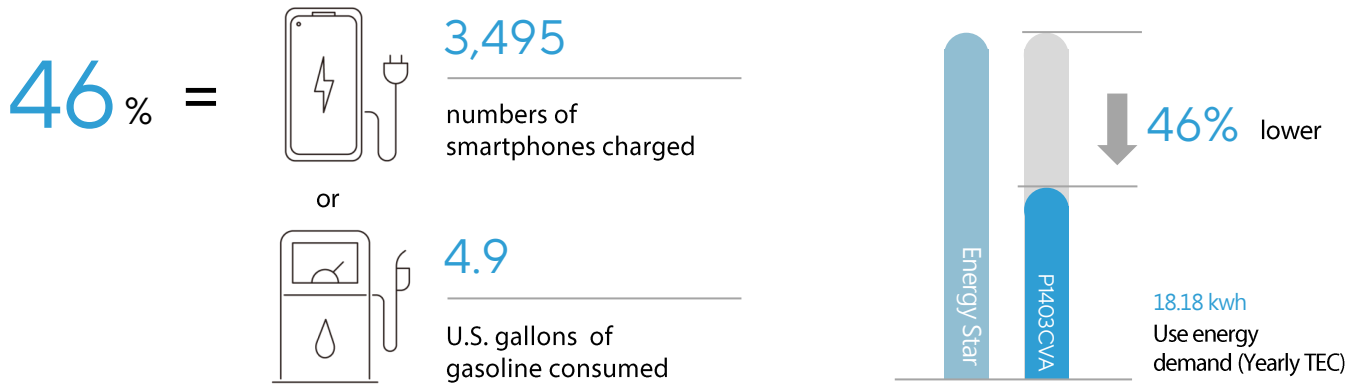 46 % =
3,495
numbers of
smartphones charged
or
4.9
U.S. gallons of
gasoline consumed
Energy Star
P1403CVA
46% lower
18.18 kwh
Use energy
demand (Yearly TEC)